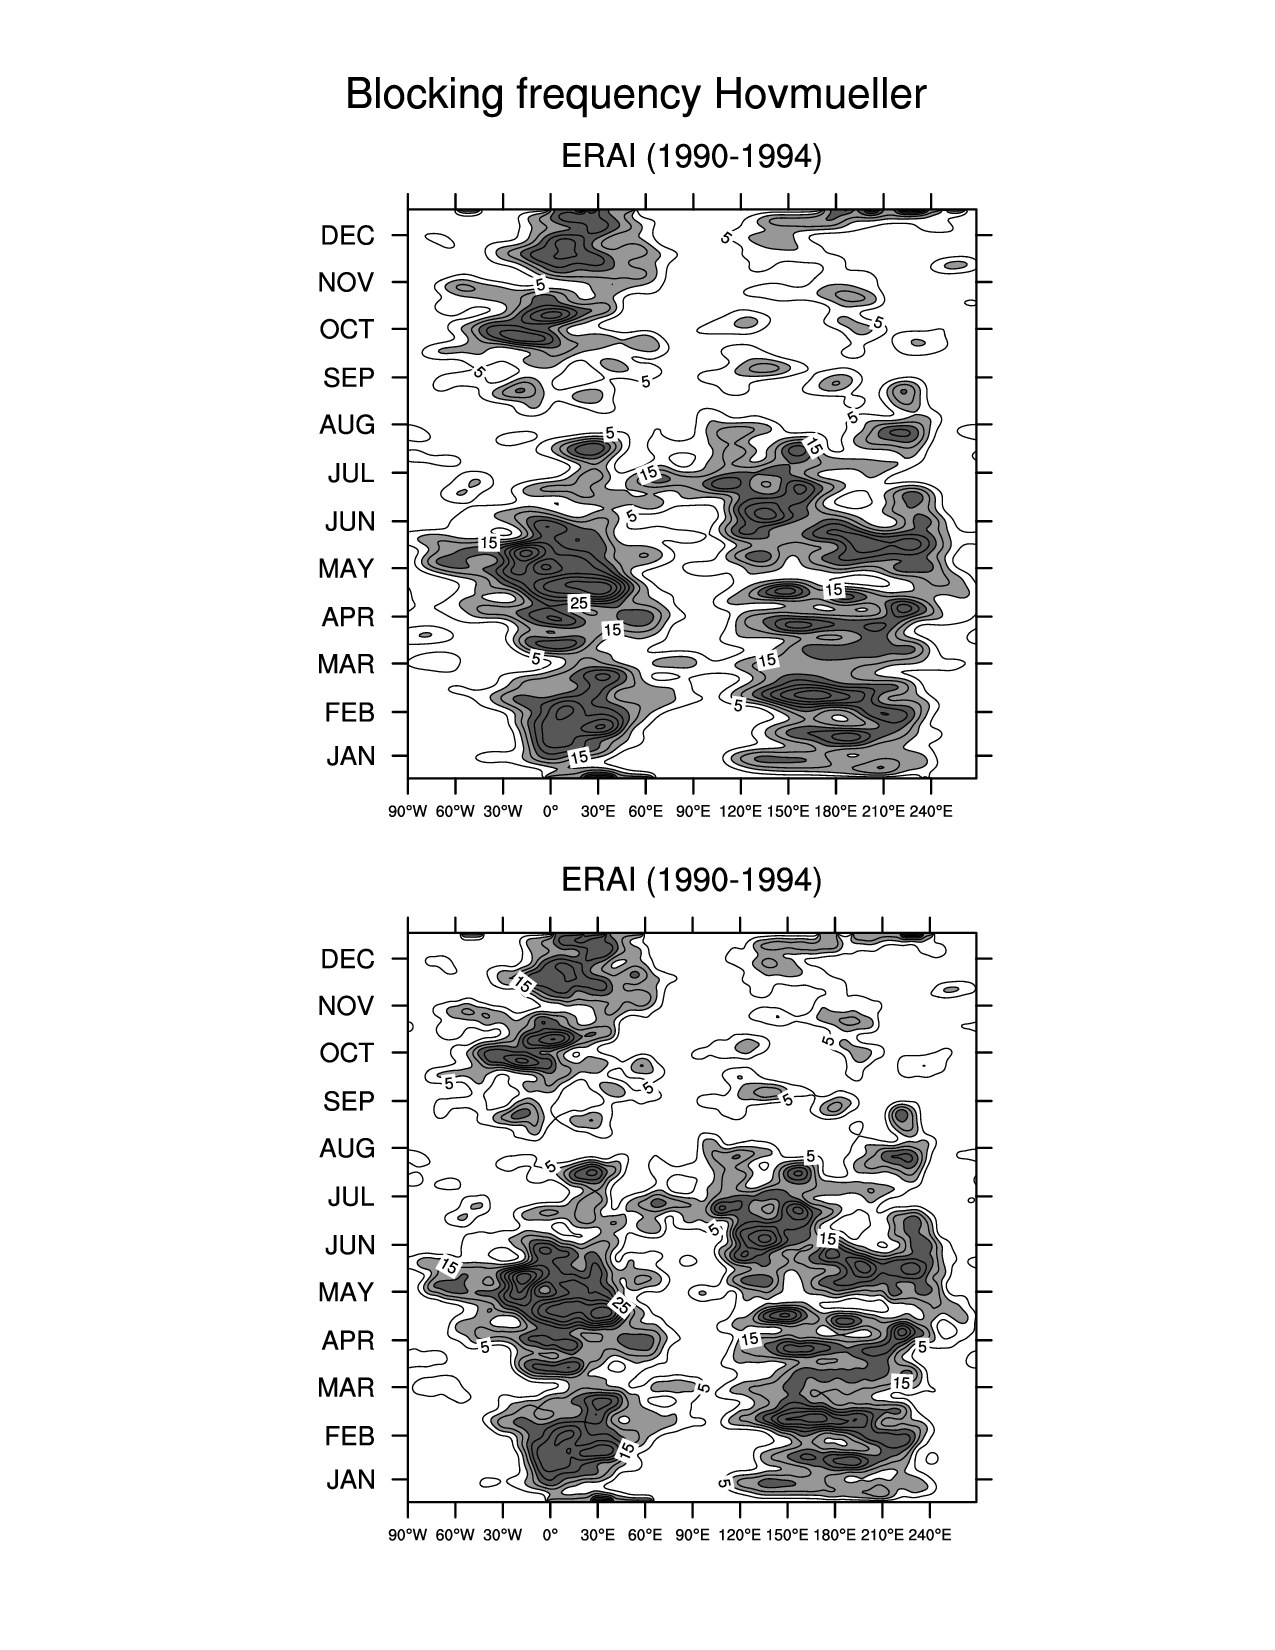 Blocking frequency Hovmueller
ERAI (1990-1994)
DEC
NOV
OCT
SEP
AUG
JUL
JUN
MAY
APR
MAR
FEB
JAN
5
5
5
5
5
5
5
15
15
5
15
15
25
15
5
15
5
15
90°W 60°W 30°W 0° 30°E 60°E 90°E 120°E 150°E 180°E 210°E 240°E
ERAI (1990-1994)
DEC
NOV
OCT
SEP
AUG
JUL
JUN
MAY
APR
MAR
FEB
JAN
15
5
5
5
5
5
5
5
15
15
25
15
5
5
5
15
15
5
90°W 60°W 30°W 0° 30°E 60°E 90°E 120°E 150°E 180°E 210°E 240°E